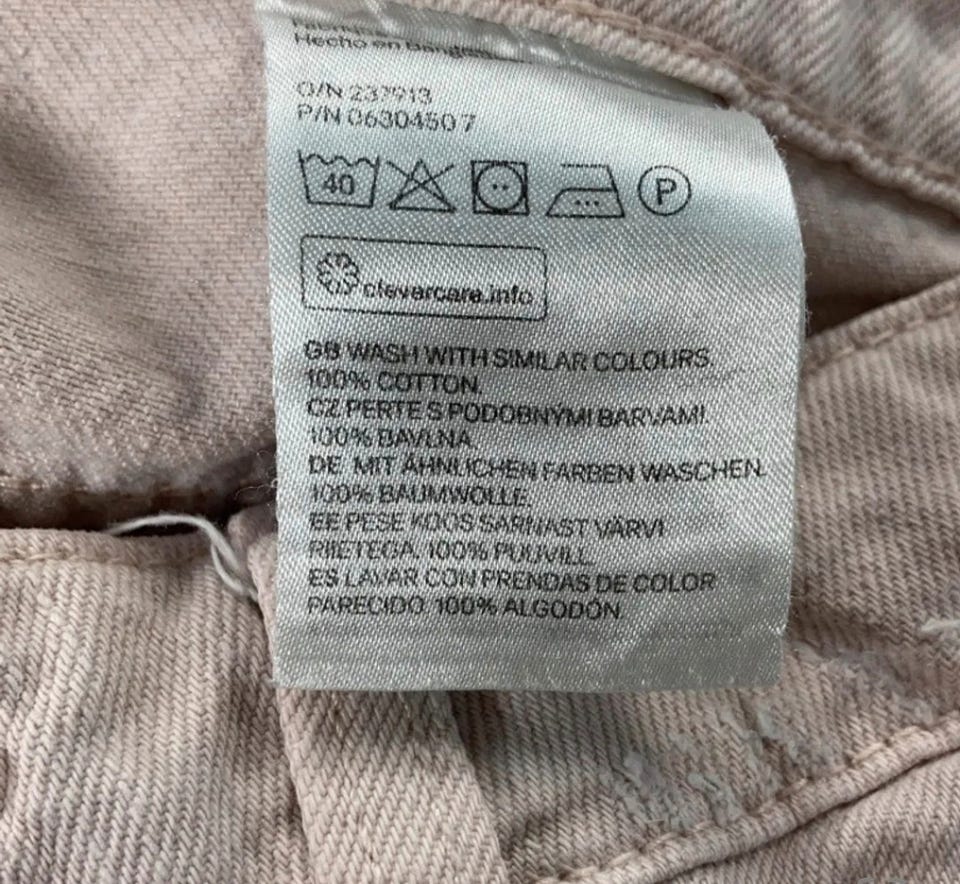 Hecho en Bangla
O/N 237913
P/N 0630450 7
40
P
clevercare.info
GB WASH WITH SIMILAR COLOURS.
100% COTTON.
CZ PERTE S PODOBNÝMI BARVAMI.
100% BAVLNA.
DE MIT ÄHNLICHEN FARBEN WASCHEN.
100% BAUMWOLLE.
EE PESE KOOS SARNAST VÄRVI
RIIETEGA. 100% PUUVILL.
ES LAVAR CON PRENDAS DE COLOR
PARECIDO. 100% ALGODÓN.